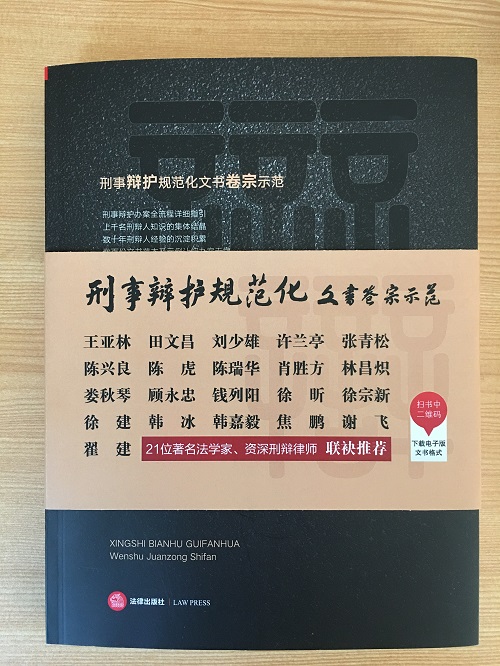 刑事辩护规范化文书卷宗示范
刑事辩护办案全流程详细指引
上千名刑辩人知识的集体结晶
数十年刑辩人经验的沉淀积累
刑事辩护规范化文书卷宗示范
王亚林 田文昌 刘少雄 许兰亭 张青松
陈兴良 陈虎 陈瑞华 肖胜方 林昌炽
娄秋琴 顾永忠 钱列阳 徐昕 徐宗新
徐建 韩冰 韩嘉毅 焦鹏 谢飞
翟建 21位著名法学家、资深刑辩律师 联袂推荐
扫书中
二维码
下载电子版
文书格式
XINGSHI BIANHU GUIFANHUA
Wenshu Juanzong Shifan
法律出版社 | LAW PRESS